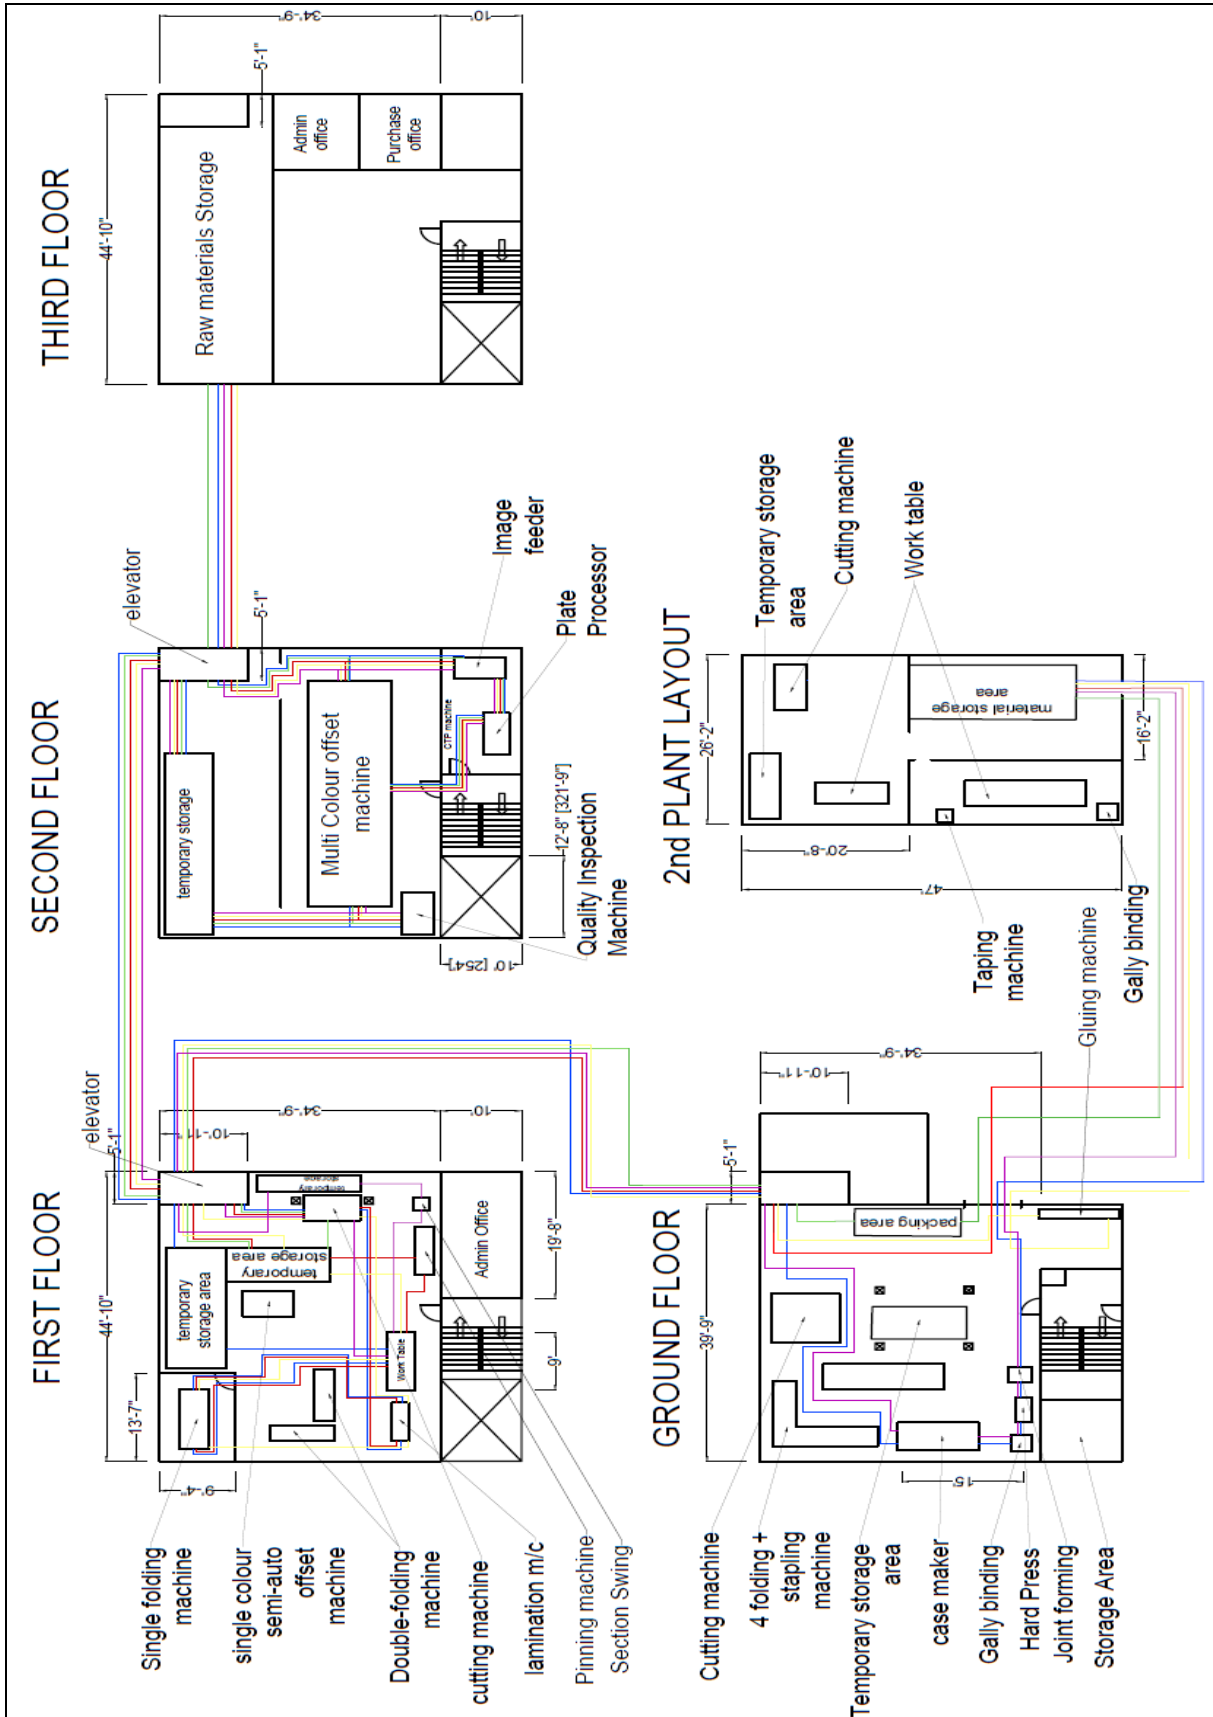 THIRD FLOOR
44'-10"
34'-9"
10'
5'-1"
Raw materials Storage
Admin
office
Purchase
office
SECOND FLOOR
elevator
5'-1"
temporary storage
Multi Colour offset
machine
CTP machine
Image
feeder
Plate
Processor
12'-8" [321'-9"]
10' [254"]
Quality Inspection
Machine
FIRST FLOOR
elevator
5'-1"
10'-11"
34'-9"
10'
44'-10"
13'-7"
9'-4"
19'-8"
9'
temporary
storage area
temporary
storage area
temporary
storage
Work Table
Admin Office
Single folding
machine
single colour
semi-auto
offset
machine
Double-folding
machine
cutting machine
lamination m/c
Pinning machine
Section Swing
2nd PLANT LAYOUT
26'-2"
20'-8"
47'
16'-2"
material storage
area
Temporary storage
area
Cutting machine
Work table
Taping
machine
Gally binding
GROUND FLOOR
39'-9"
5'-1"
10'-11"
34'-9"
15'
packing area
Gluing machine
Cutting machine
4 folding +
stapling
machine
Temporary storage
area
case maker
Gally binding
Hard Press
Joint forming
Storage Area